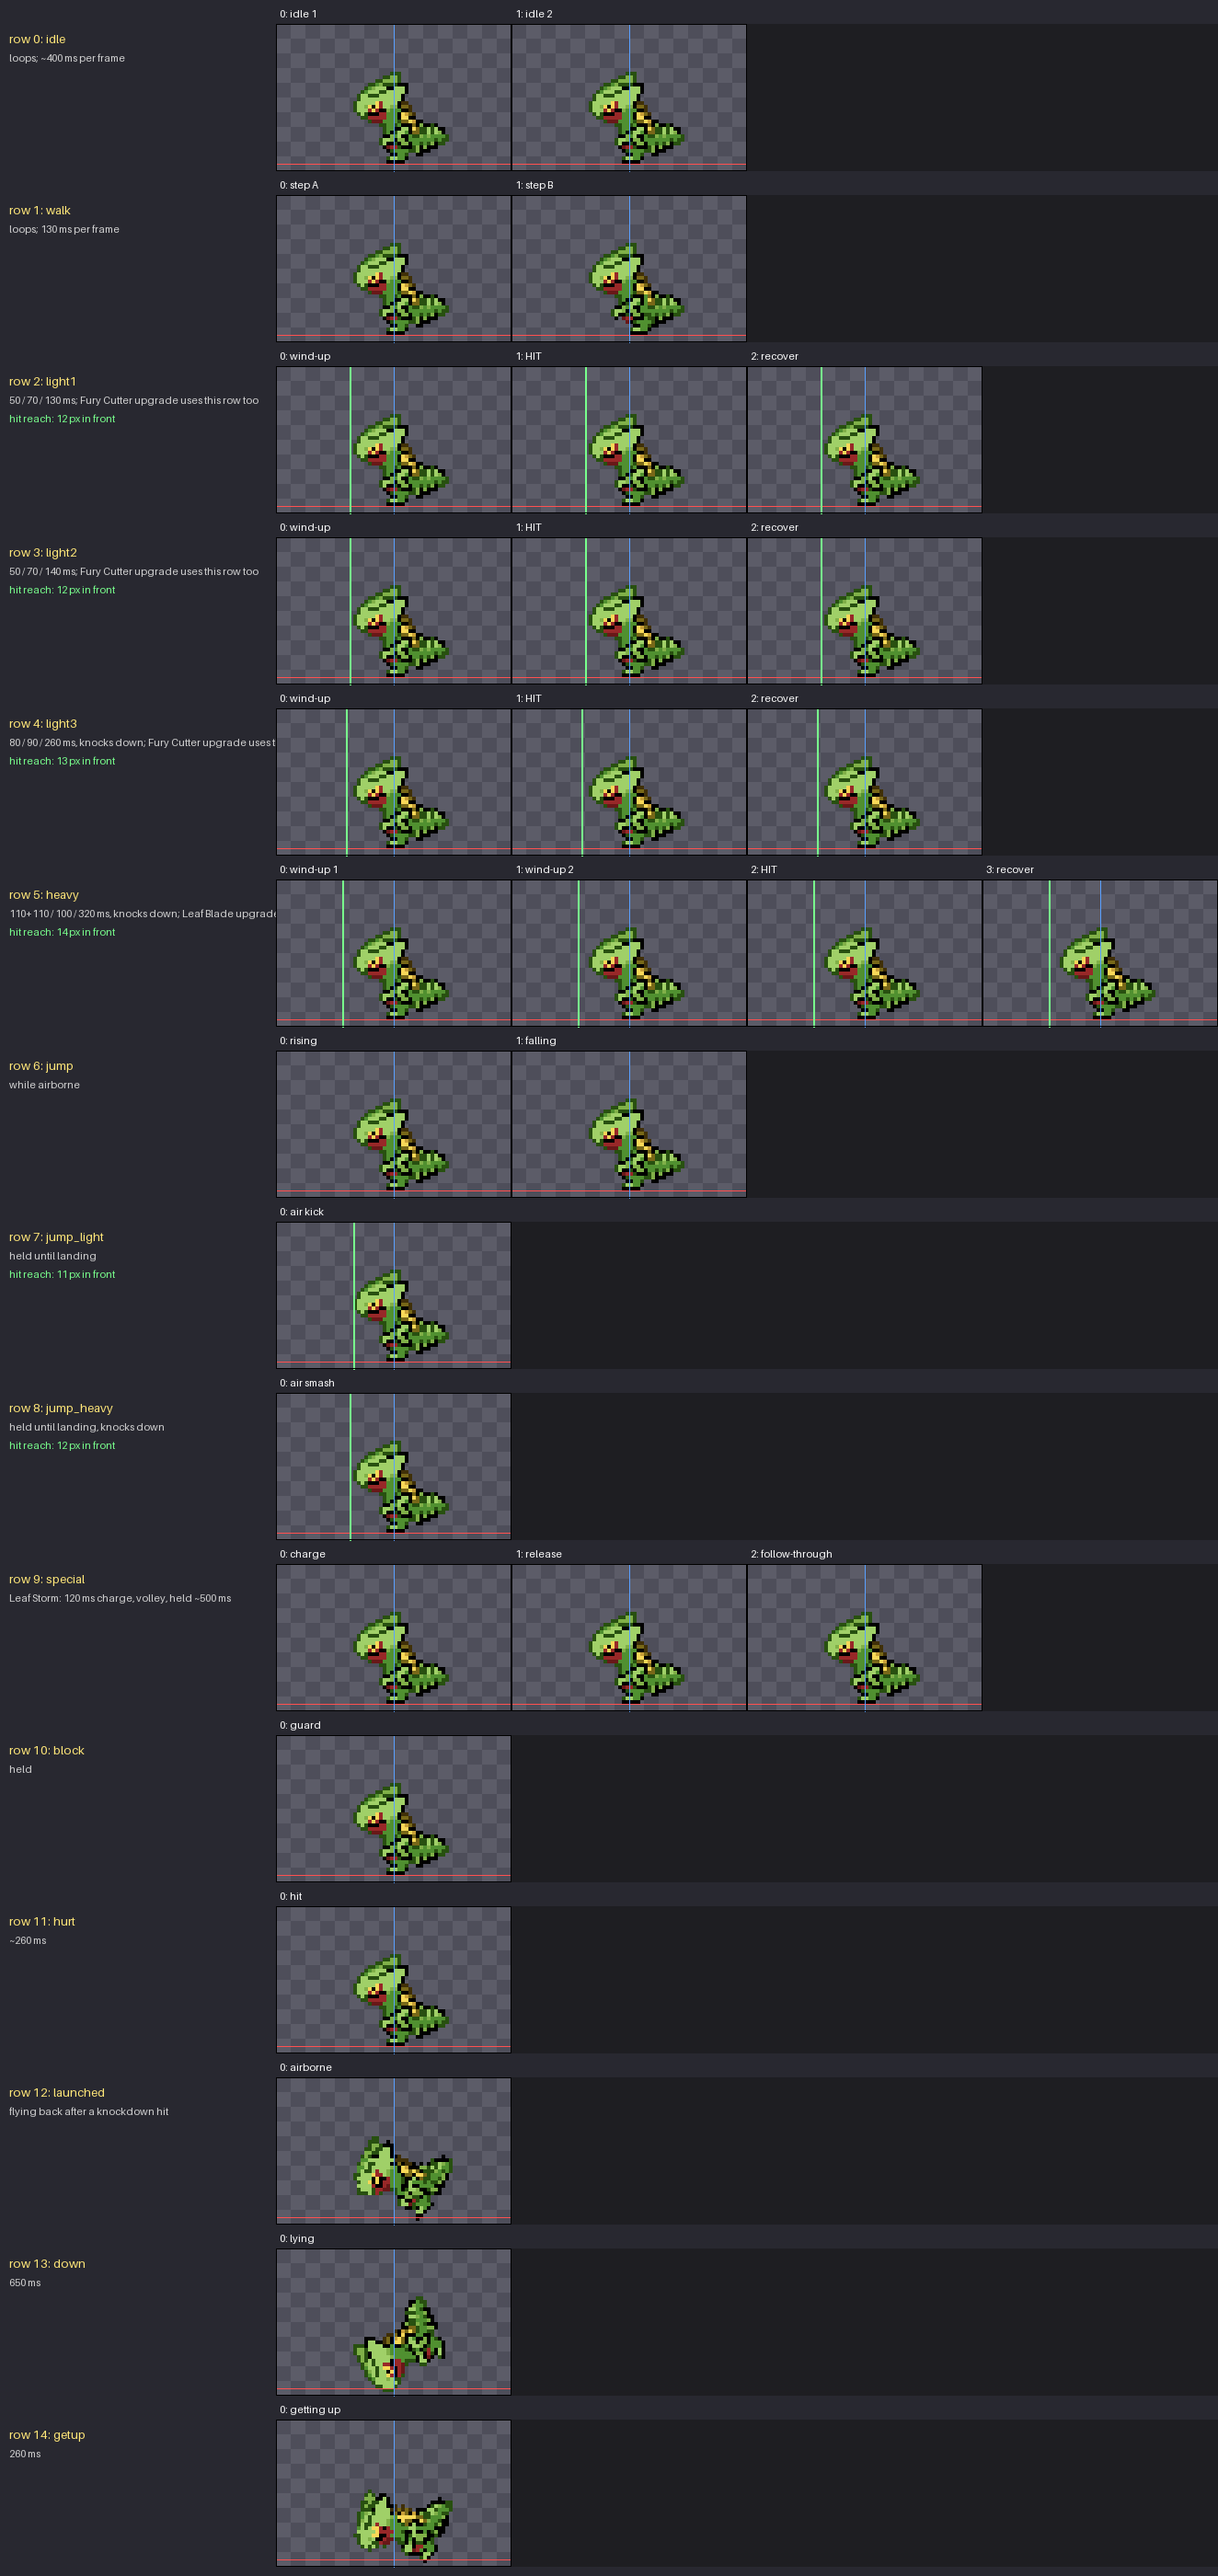 0: idle 1
1: idle 2
row 0: idle
loops; ~400 ms per frame
0: step A
1: step B
row 1: walk
loops; 130 ms per frame
0: wind-up
1: HIT
2: recover
row 2: light1
50 / 70 / 130 ms; Fury Cutter upgrade uses this row too
hit reach: 12 px in front
0: wind-up
1: HIT
2: recover
row 3: light2
50 / 70 / 140 ms; Fury Cutter upgrade uses this row too
hit reach: 12 px in front
0: wind-up
1: HIT
2: recover
row 4: light3
80 / 90 / 260 ms, knocks down; Fury Cutter upgrade uses t
hit reach: 13 px in front
0: wind-up 1
1: wind-up 2
2: HIT
3: recover
row 5: heavy
110+110 / 100 / 320 ms, knocks down; Leaf Blade upgrade
hit reach: 14 px in front
0: rising
1: falling
row 6: jump
while airborne
0: air kick
row 7: jump_light
held until landing
hit reach: 11 px in front
0: air smash
row 8: jump_heavy
held until landing, knocks down
hit reach: 12 px in front
0: charge
1: release
2: follow-through
row 9: special
Leaf Storm: 120 ms charge, volley, held ~500 ms
0: guard
row 10: block
held
0: hit
row 11: hurt
~260 ms
0: airborne
row 12: launched
flying back after a knockdown hit
0: lying
row 13: down
650 ms
0: getting up
row 14: getup
260 ms